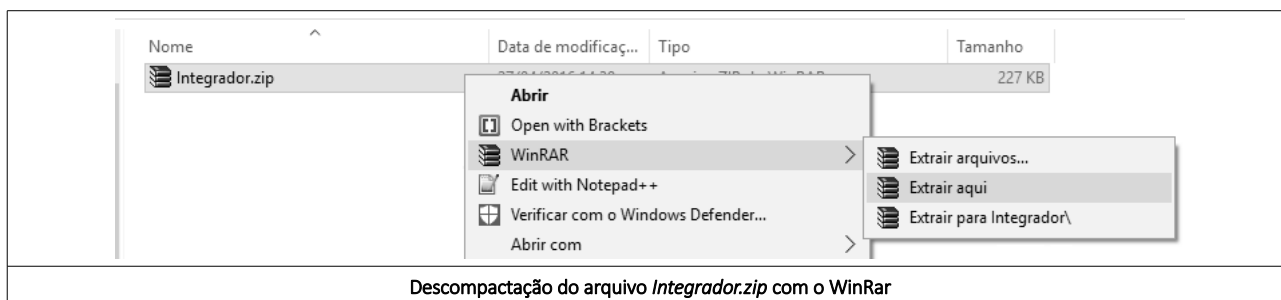 Nome Data de modificaç... Tipo Tamanho
Integrador.zip 227 KB
Abrir
Open with Brackets
WinRAR
Extrair arquivos...
Edit with Notepad++
Extrair aqui
Verificar com o Windows Defender...
Extrair para Integrador\
Abrir com
Descompactação do arquivo Integrador.zip com o WinRar